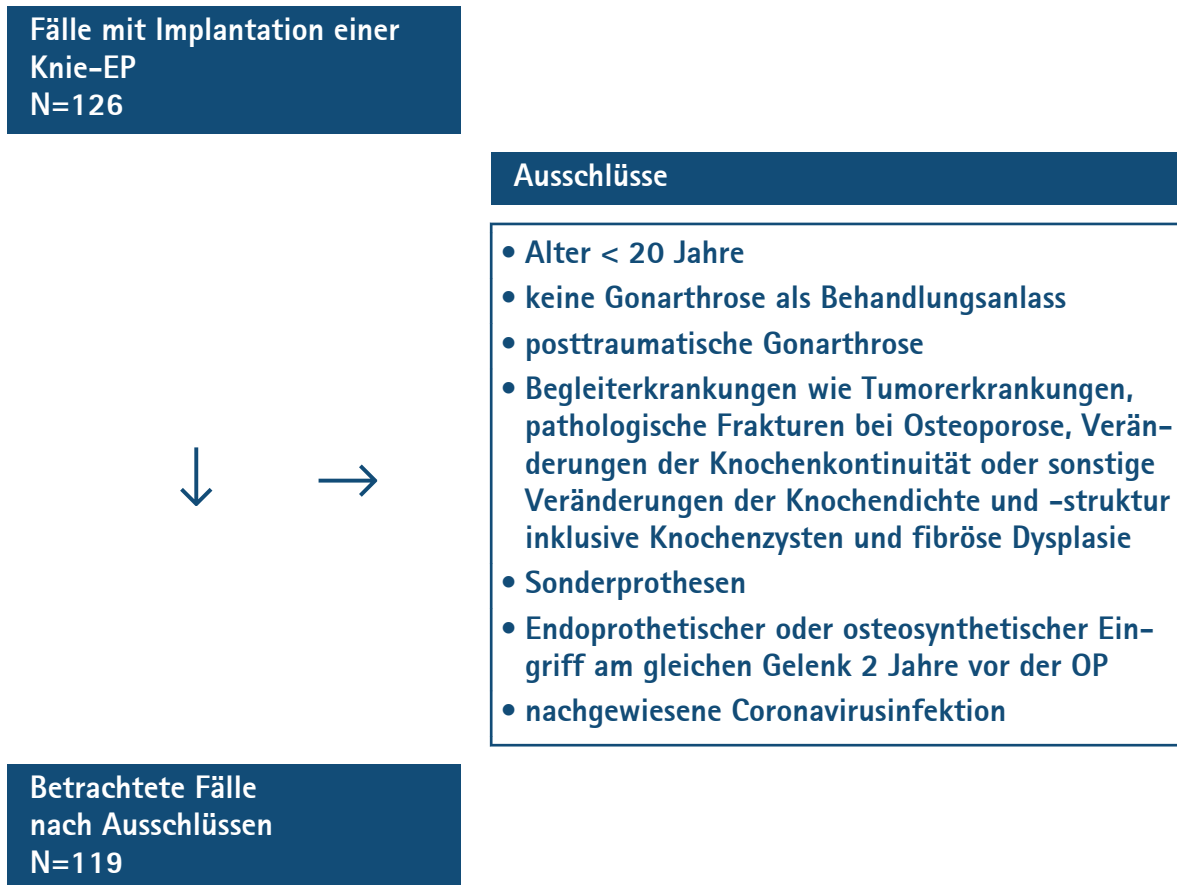 Fälle mit Implantation einer
Knie-EP
N=126
Ausschlüsse
• Alter < 20 Jahre
• keine Gonarthrose als Behandlungsanlass
• posttraumatische Gonarthrose
• Begleiterkrankungen wie Tumorerkrankungen,
pathologische Frakturen bei Osteoporose, Verän-
derungen der Knochenkontinuität oder sonstige
Veränderungen der Knochendichte und -struktur
inklusive Knochenzysten und fibröse Dysplasie
• Sonderprothesen
• Endoprothetischer oder osteosynthetischer Ein-
griff am gleichen Gelenk 2 Jahre vor der OP
• nachgewiesene Coronavirusinfektion
Betrachtete Fälle
nach Ausschlüssen
N=119